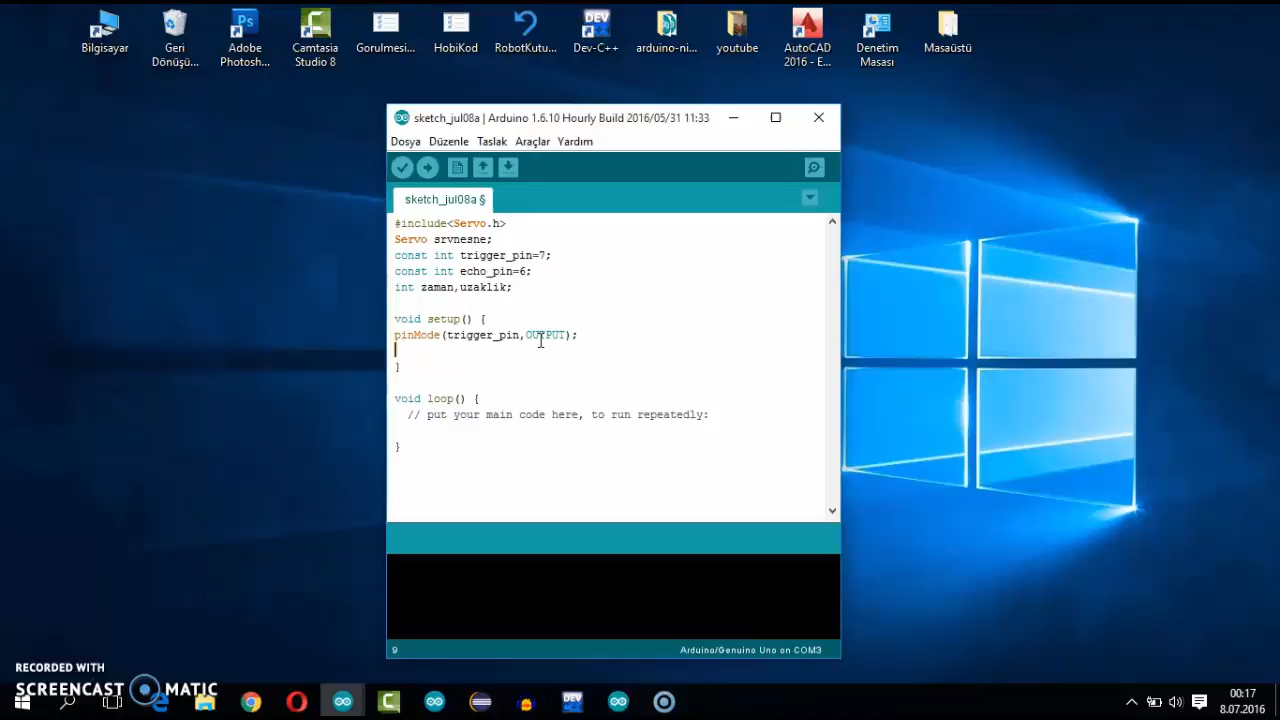 Bilgisayar
Geri Dönüşü...
Adobe Photosh...
Camtasia Studio 8
Gorulmesi...
HobiKod
RobotKutu...
Dev-C++
arduino-ni...
youtube
AutoCAD 2016 - E...
Denetim Masası
Masaüstü
sketch_jul08a | Arduino 1.6.10 Hourly Build 2016/05/31 11:33
Dosya Düzenle Taslak Araçlar Yardım
sketch_jul08a §
#include<Servo.h>
Servo srvnesne;
const int trigger_pin=7;
const int echo_pin=6;
int zaman,uzaklik;
void setup() {
pinMode(trigger_pin,OUTPUT);
}
void loop() {
// put your main code here, to run repeatedly:
}
9
Arduino/Genuino Uno on COM3
RECORDED WITH
SCREENCAST MATIC
00:17
8.07.2016